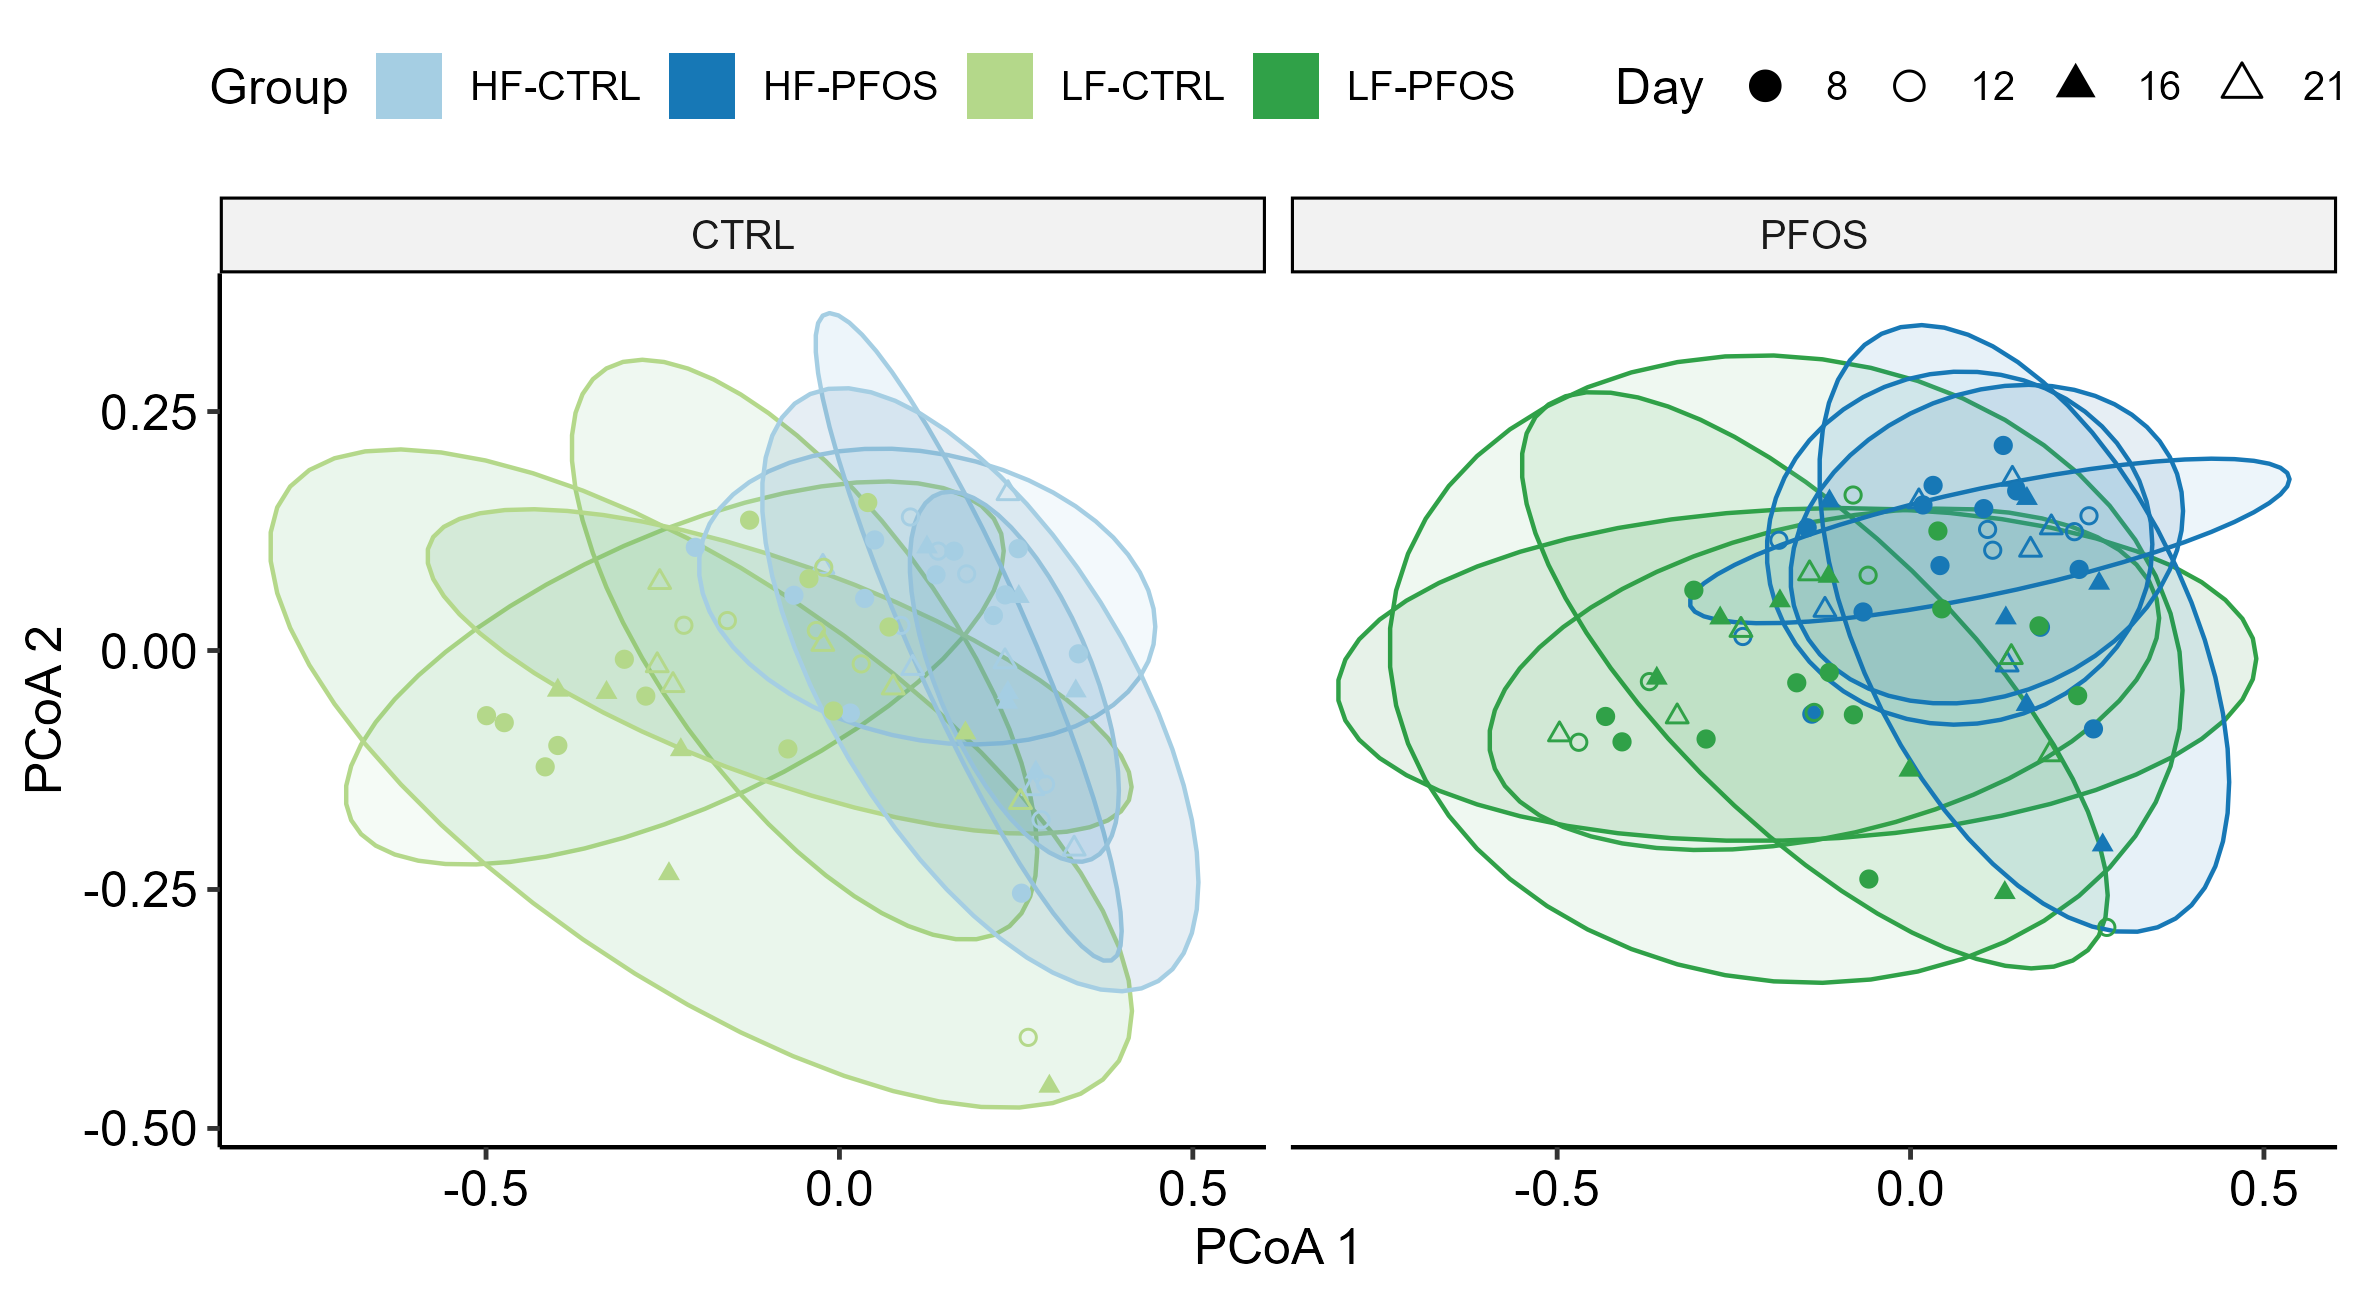 Group HF-CTRL HF-PFOS LF-CTRL LF-PFOS Day 8 12 16 21
CTRL PFOS
0.25
0.00
-0.25
-0.50
PCoA 2
-0.5 0.0 0.5 -0.5 0.0 0.5
PCoA 1